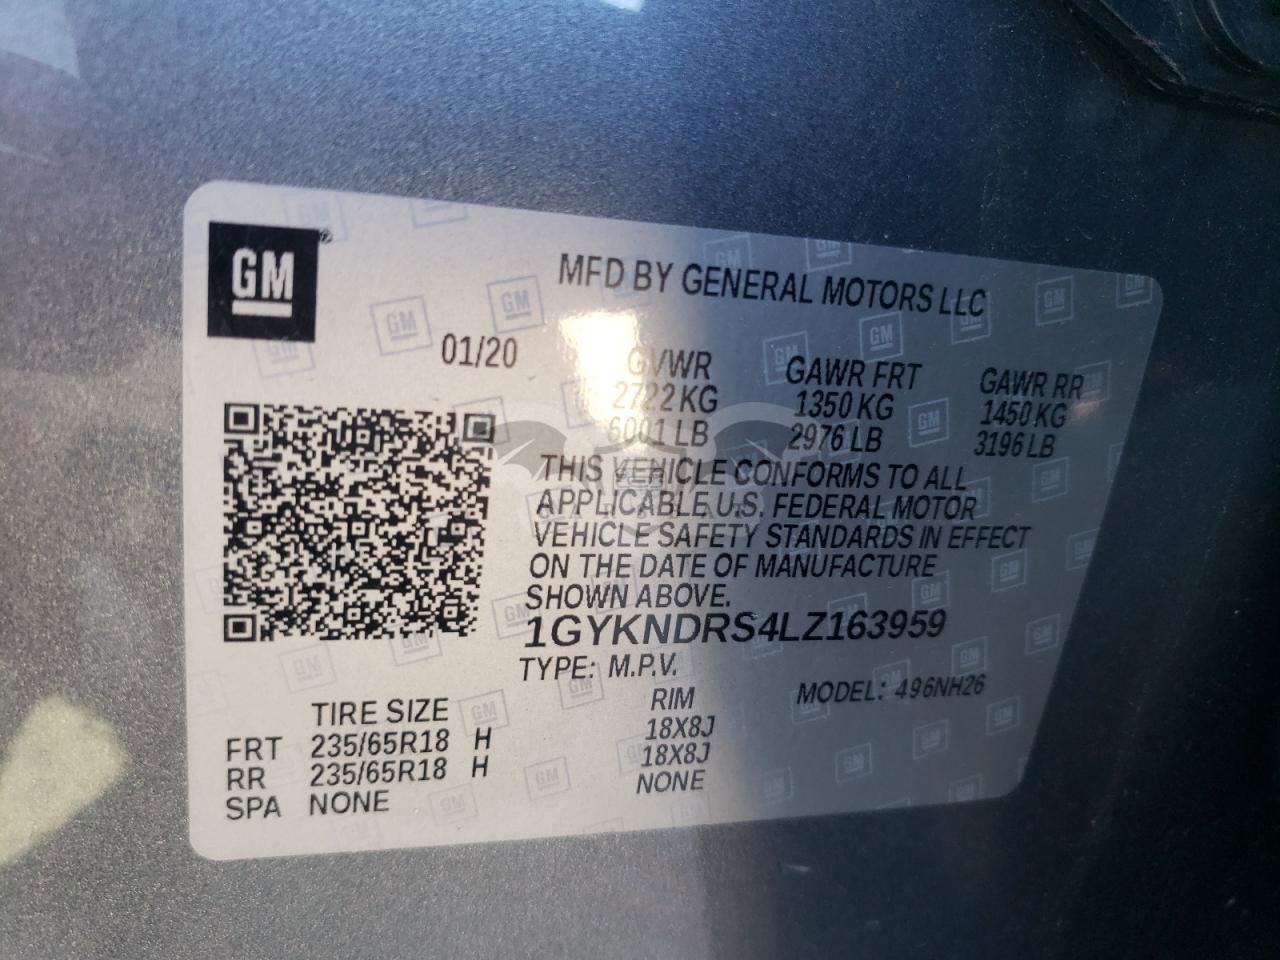 GM
MFD BY GENERAL MOTORS LLC
01/20
GVWR GAWR FRT GAWR RR
2722 KG 1350 KG 1450 KG
6001 LB 2976 LB 3196 LB
THIS VEHICLE CONFORMS TO ALL
APPLICABLE U.S. FEDERAL MOTOR
VEHICLE SAFETY STANDARDS IN EFFECT
ON THE DATE OF MANUFACTURE
SHOWN ABOVE.
1GYKNDRS4LZ163959
TYPE: M.P.V. MODEL: 496NH26
TIRE SIZE RIM
FRT 235/65R18 H 18X8J
RR 235/65R18 H 18X8J
SPA NONE NONE